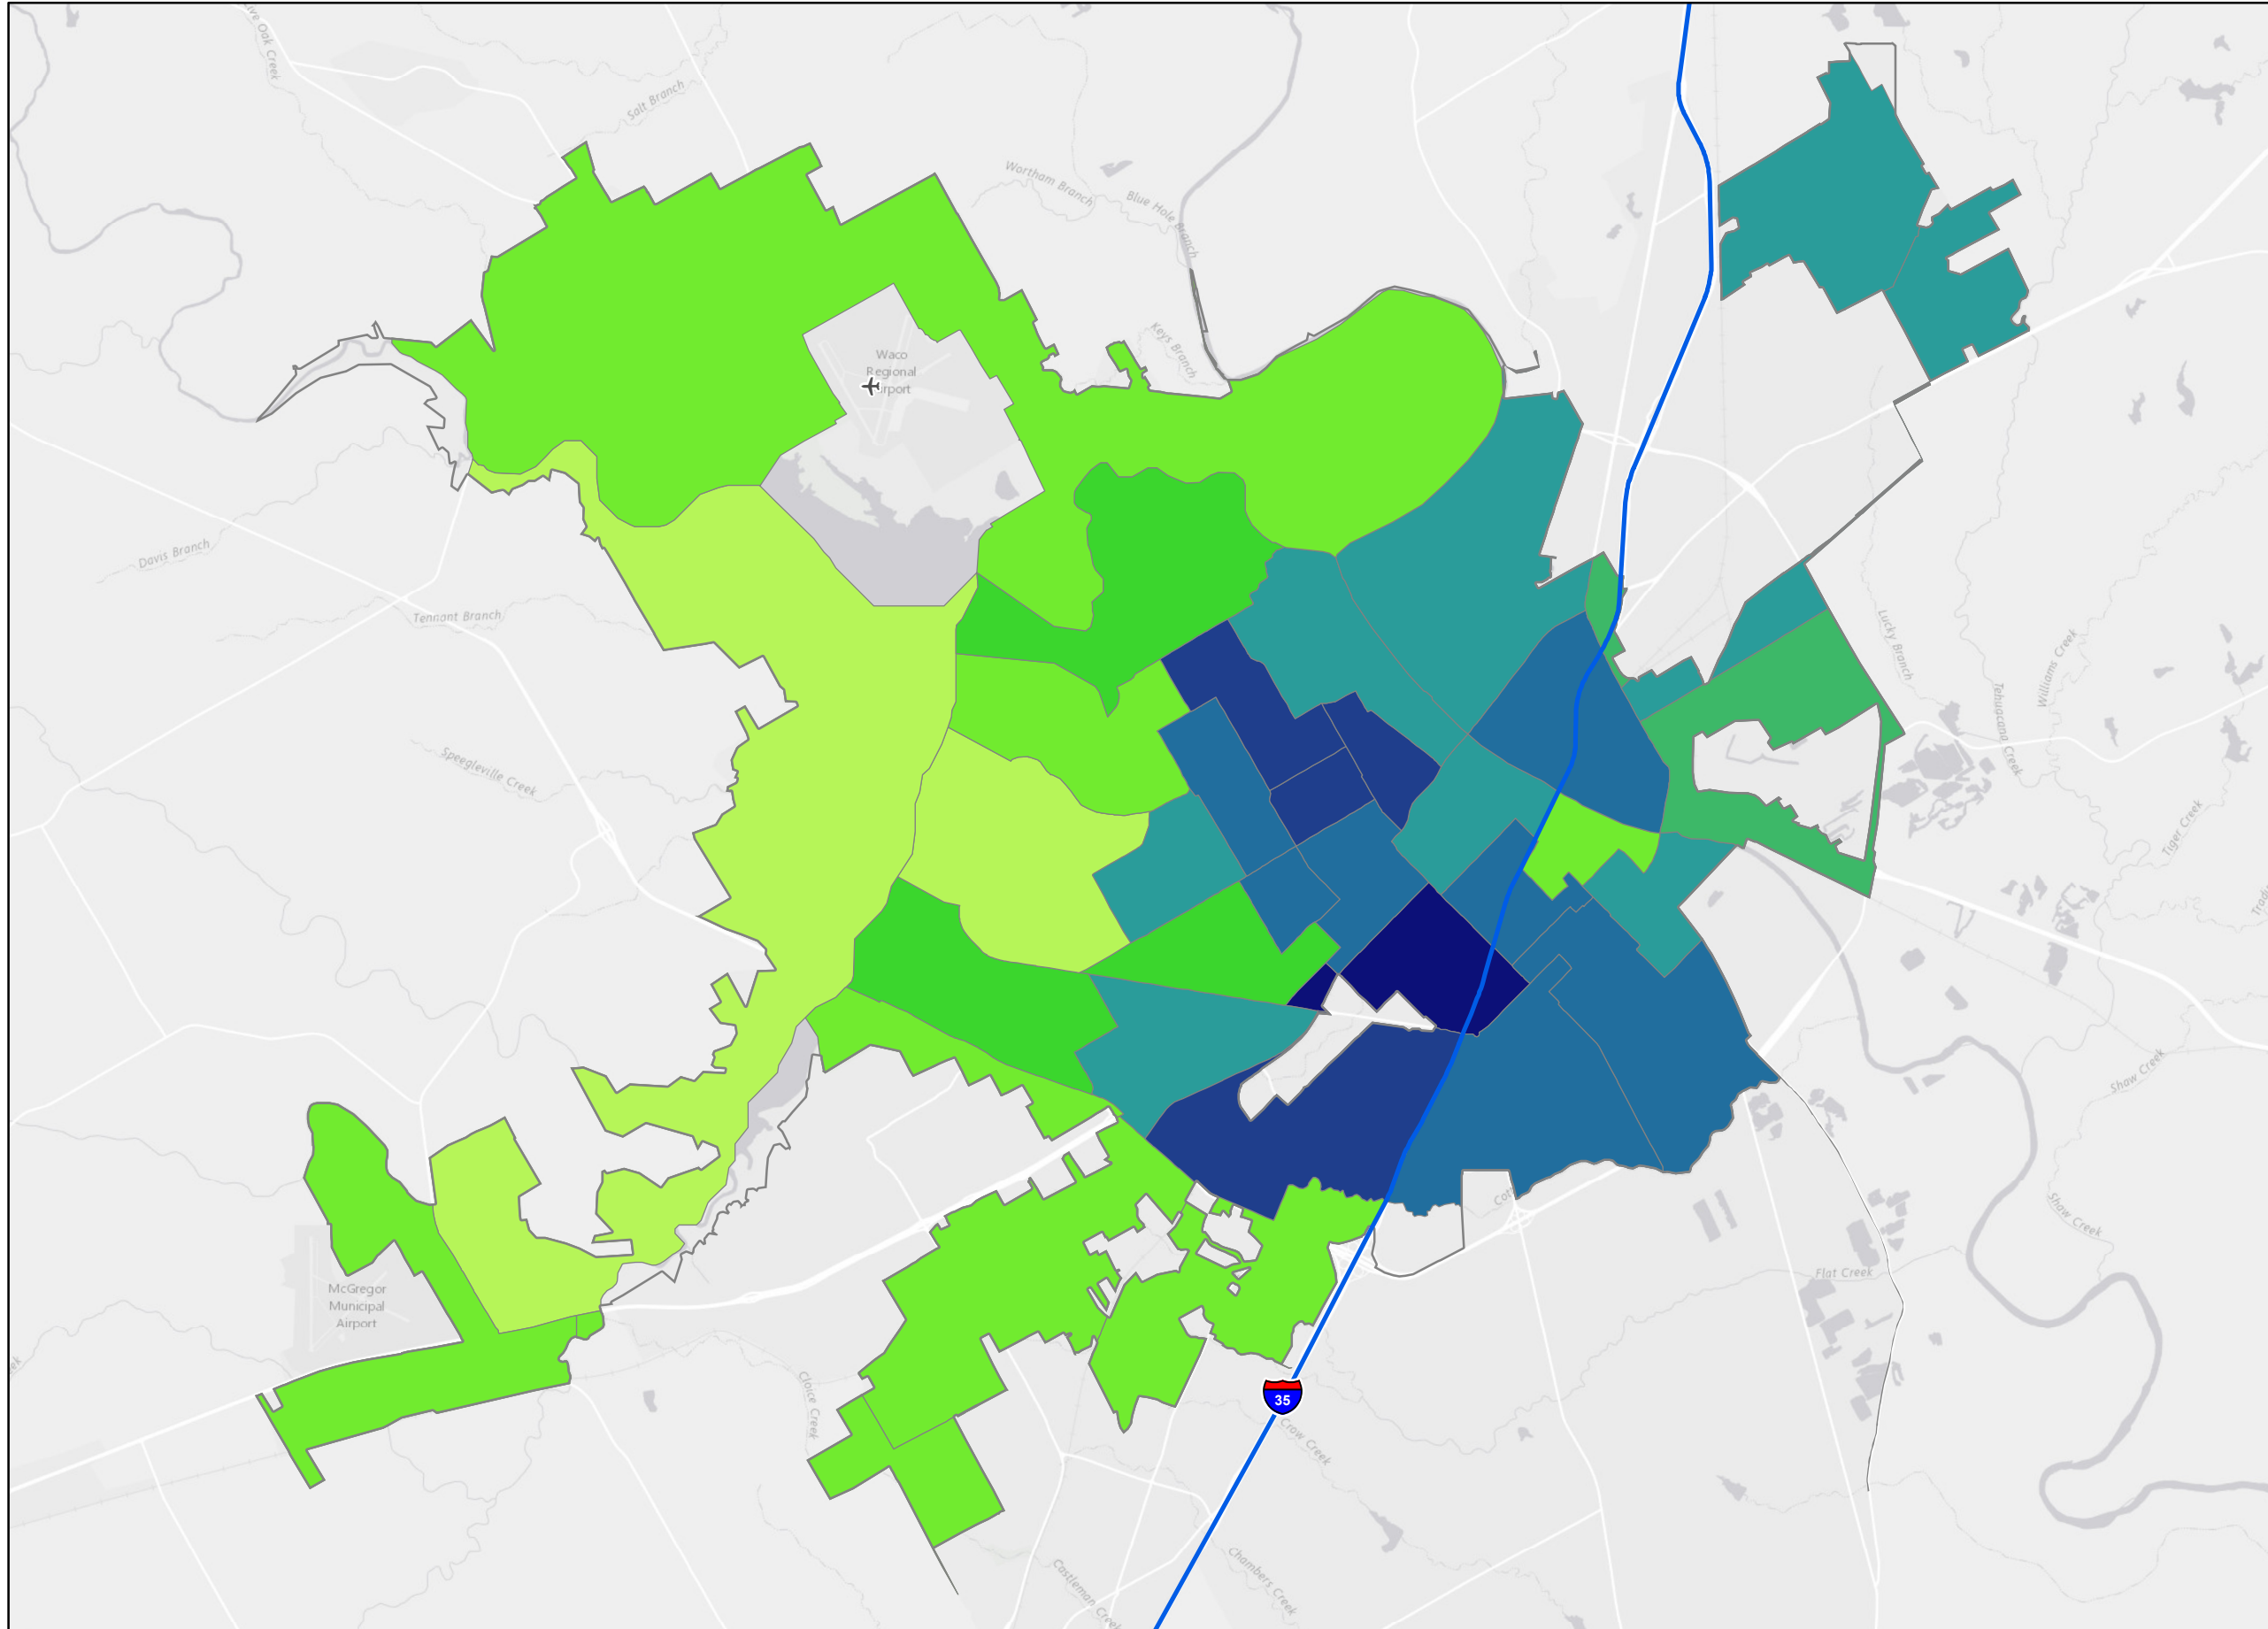 Salt Branch
Wortham Branch
Blue Hole Branch
Keys Branch
Waco
Regional
Airport
Davis Branch
Tennant Branch
Speegleville Creek
Lucky Branch
Williams Creek
Tehuacana Creek
Tiger Creek
Shaw Creek
Shaw Creek
Flat Creek
McGregor
Municipal
Airport
Cloice Creek
35
Crow Creek
Chambers Creek
Castleman Creek